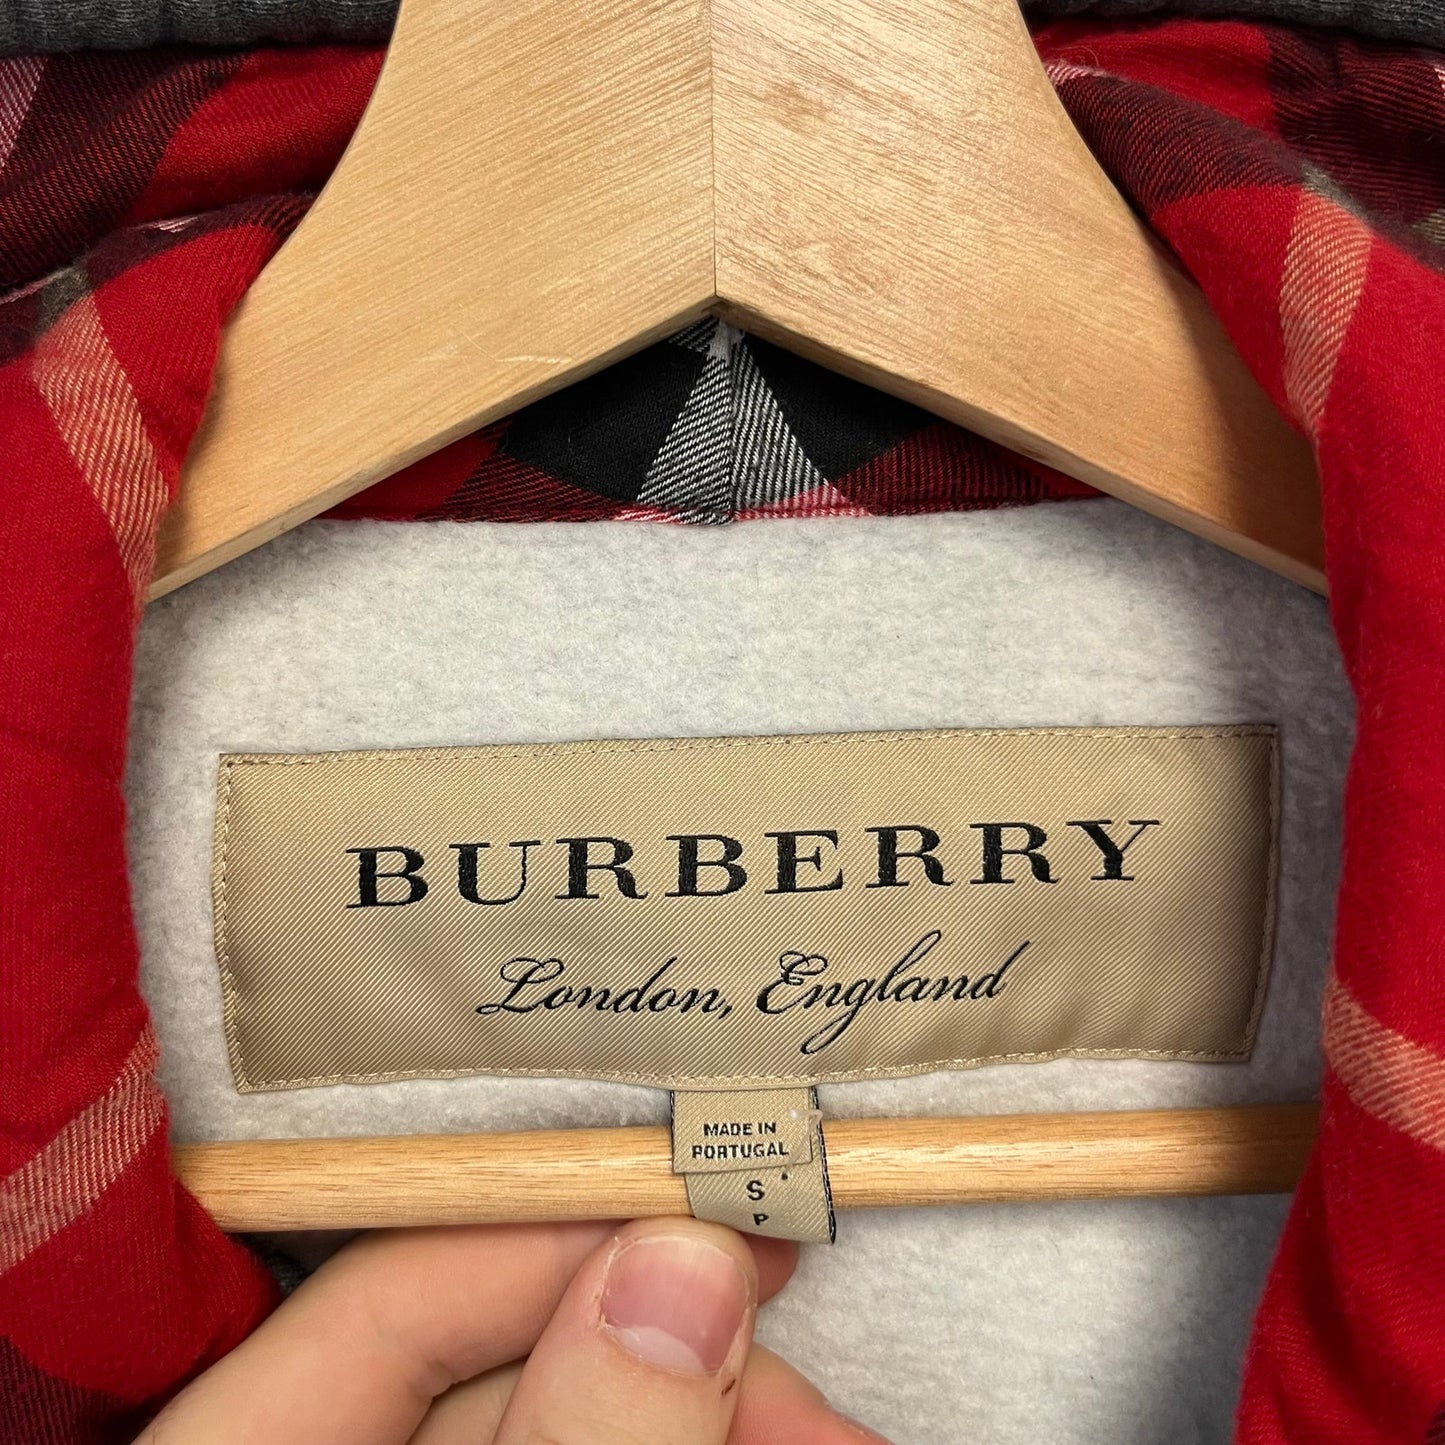 BURBERRY
London, England
MADE IN
PORTUGAL
S
P